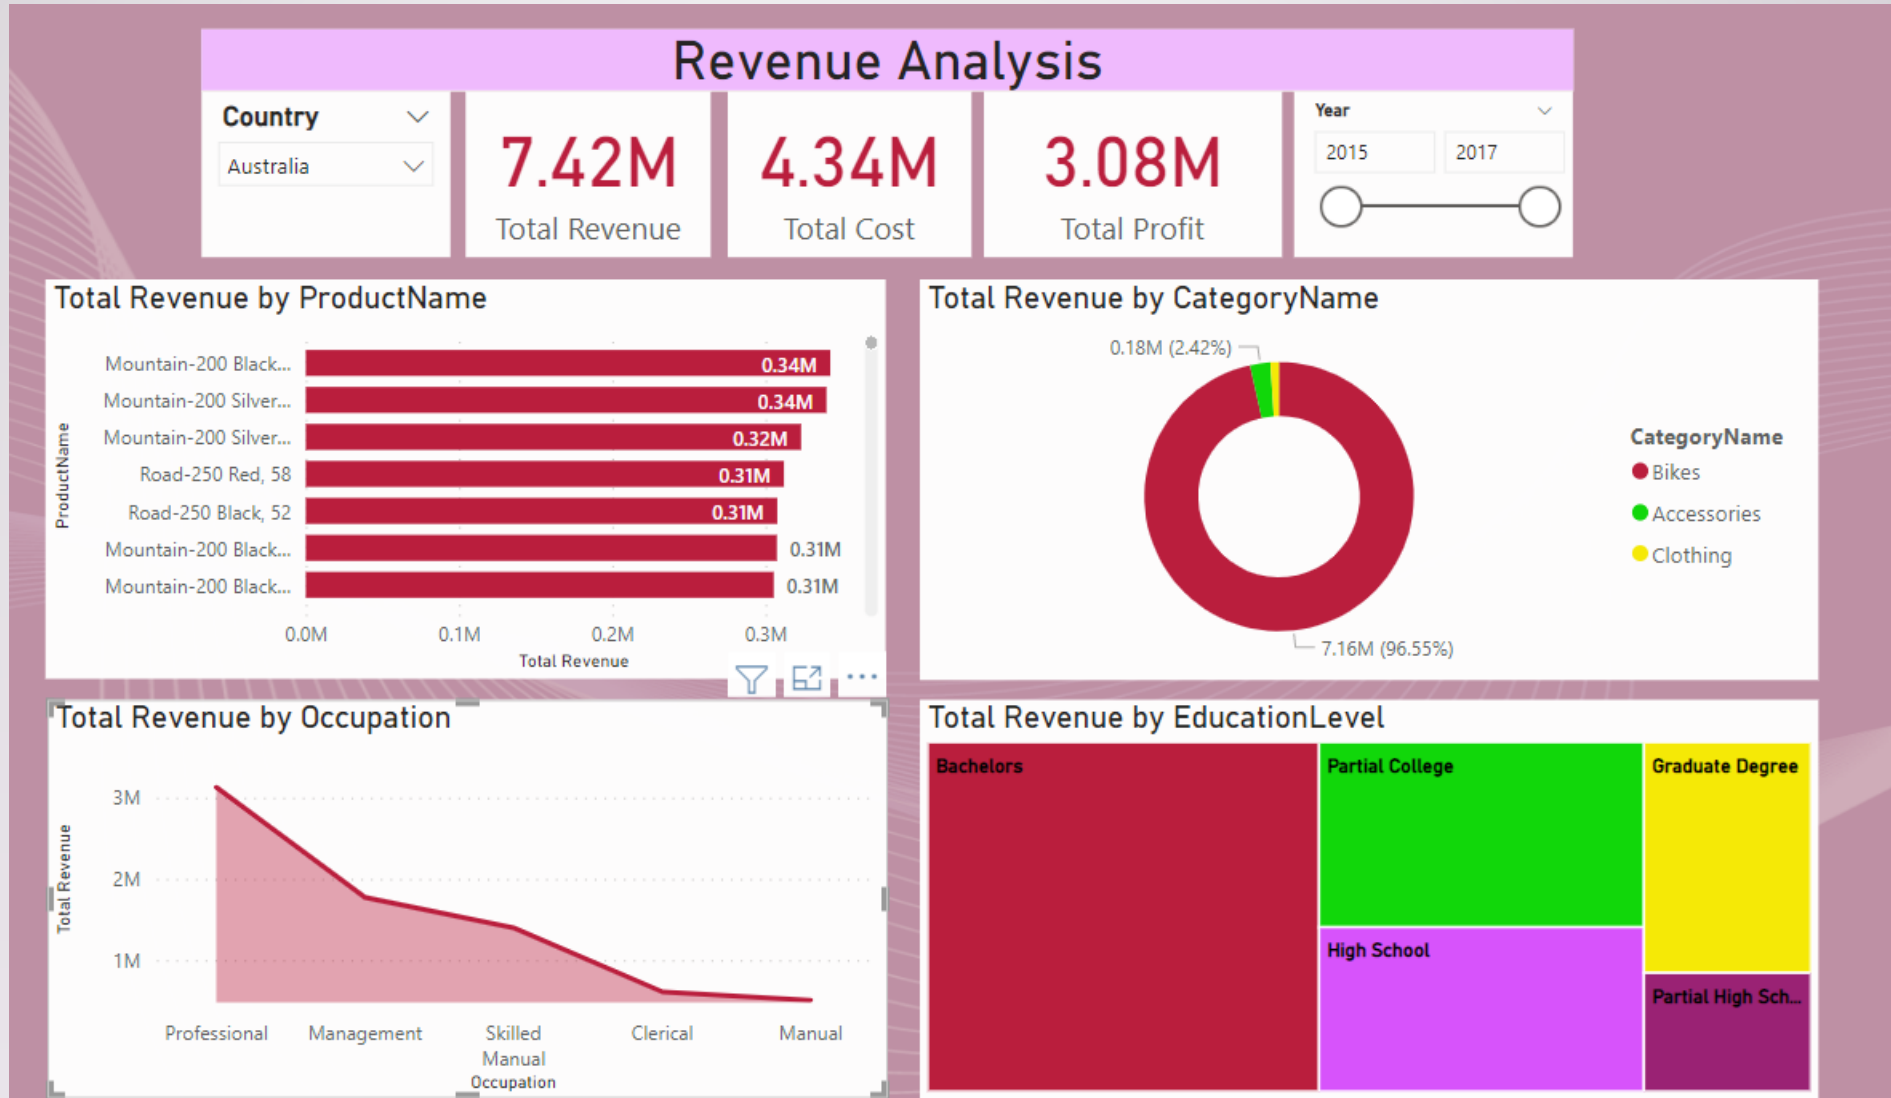 Revenue Analysis
Country
Australia
7.42M
Total Revenue
4.34M
Total Cost
3.08M
Total Profit
Year
2015 2017
Total Revenue by ProductName
ProductName
Mountain-200 Black... 0.34M
Mountain-200 Silver... 0.34M
Mountain-200 Silver... 0.32M
Road-250 Red, 58 0.31M
Road-250 Black, 52 0.31M
Mountain-200 Black... 0.31M
Mountain-200 Black... 0.31M
0.0M 0.1M 0.2M 0.3M
Total Revenue
Total Revenue by CategoryName
0.18M (2.42%)
7.16M (96.55%)
CategoryName
Bikes
Accessories
Clothing
Total Revenue by Occupation
Total Revenue
3M
2M
1M
Professional Management Skilled Clerical Manual
Manual
Occupation
Total Revenue by EducationLevel
Bachelors
Partial College
High School
Graduate Degree
Partial High Sch...